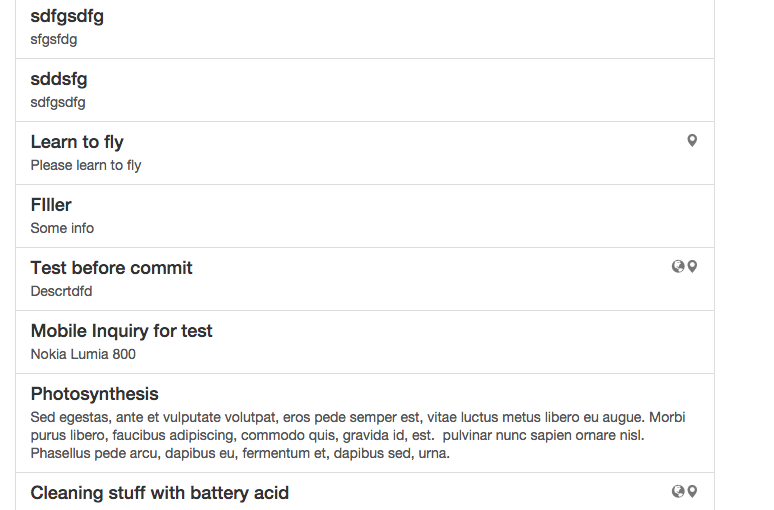 sdfgsdfg
sfgsfdg
sddsfg
sdfgsdfg
Learn to fly
Please learn to fly
FIller
Some info
Test before commit
Descrtdfd
Mobile Inquiry for test
Nokia Lumia 800
Photosynthesis
Sed egestas, ante et vulputate volutpat, eros pede semper est, vitae luctus metus libero eu augue. Morbi
purus libero, faucibus adipiscing, commodo quis, gravida id, est.  pulvinar nunc sapien ornare nisl.
Phasellus pede arcu, dapibus eu, fermentum et, dapibus sed, urna.
Cleaning stuff with battery acid